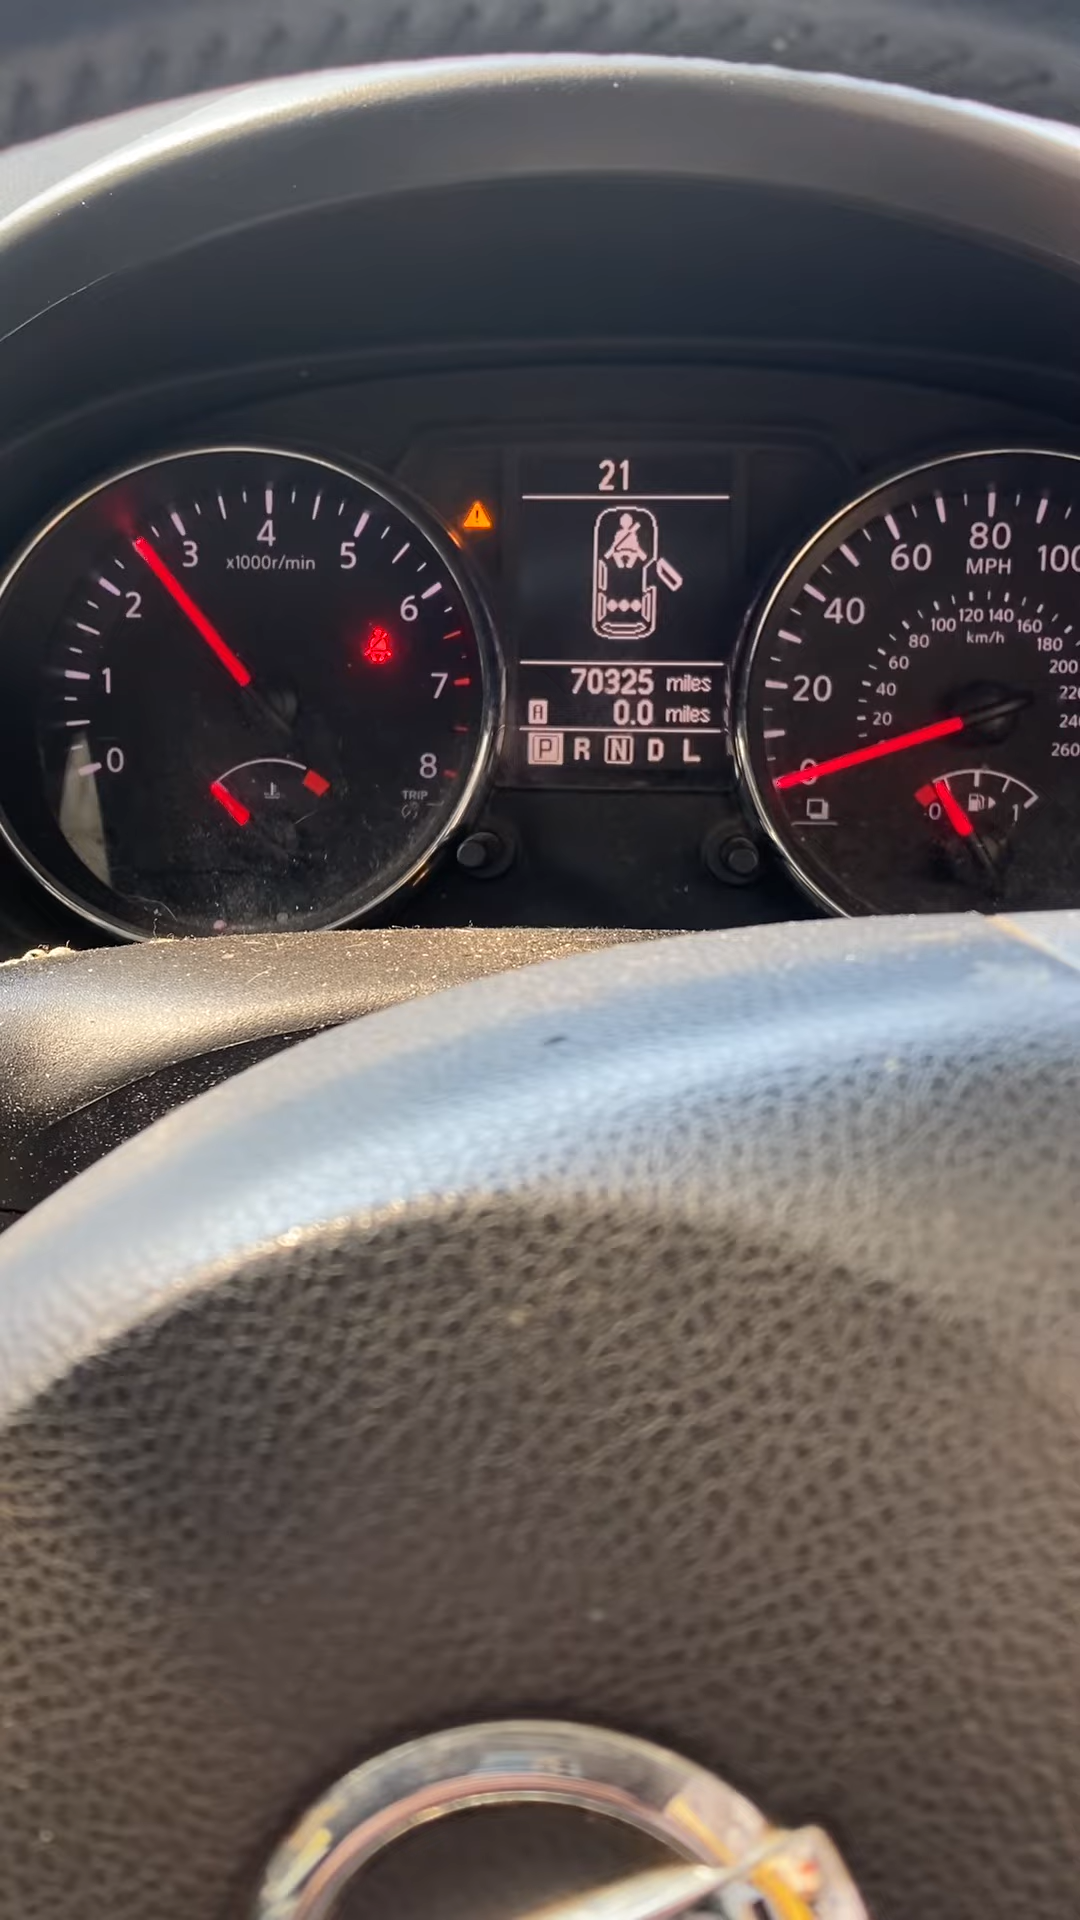 21
70325 miles
A 0.0 miles
P R N D L
0 1 2 3 4 5 6 7 8
x1000r/min
TRIP
0 20 40 60 80 100
MPH
20 40 60 80 100 120 140 160 180 200
km/h
260
0 1